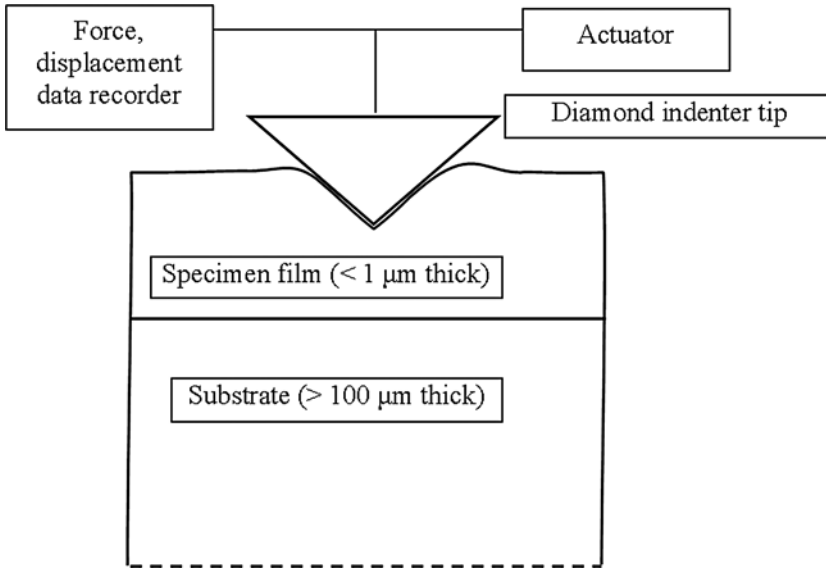 Force,
displacement
data recorder
Actuator
Diamond indenter tip
Specimen film (< 1 μm thick)
Substrate (> 100 μm thick)